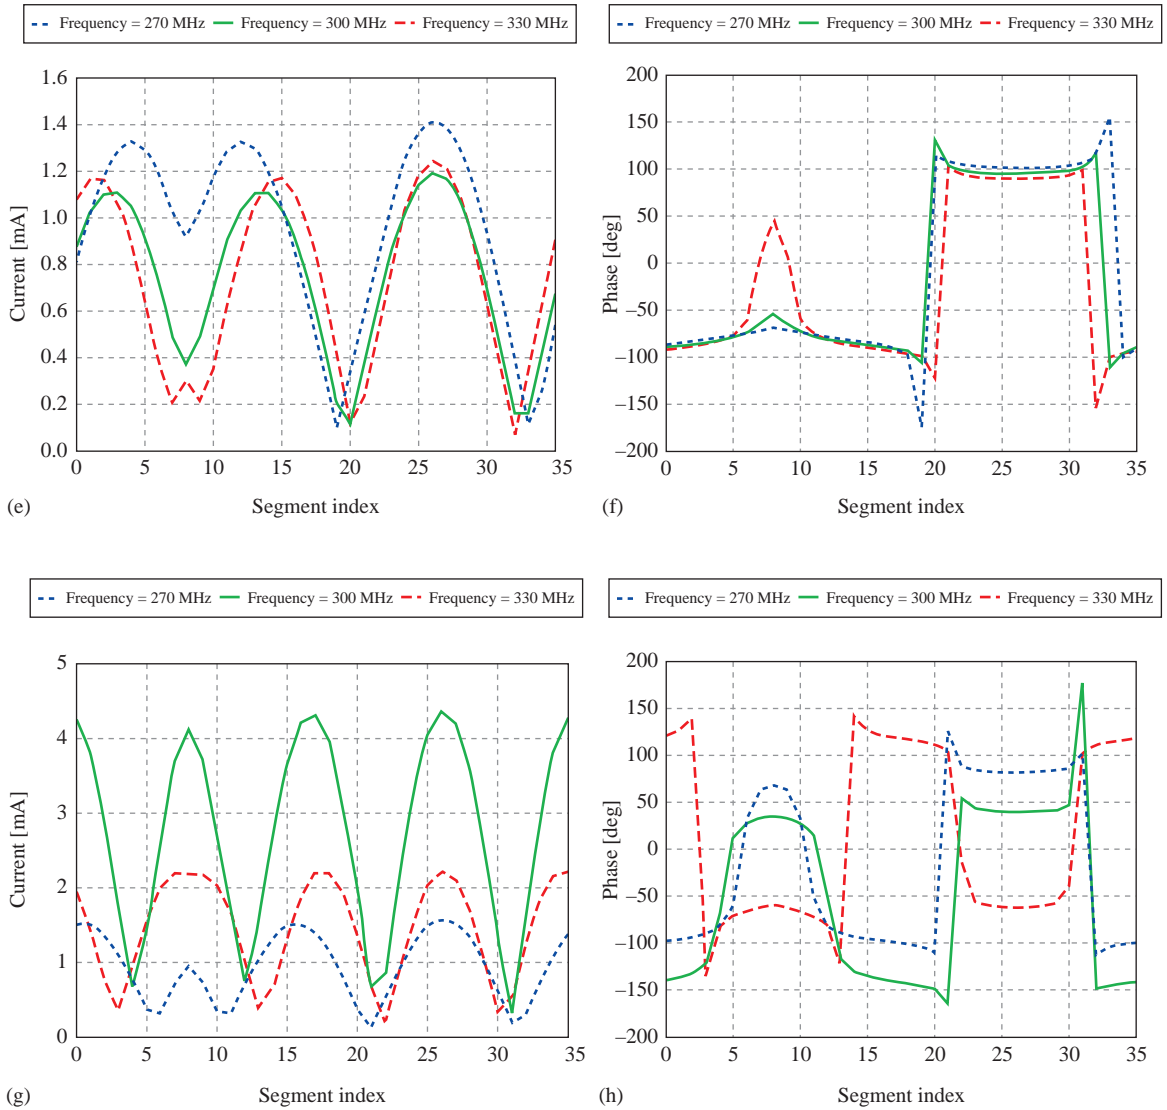 Frequency = 270 MHz Frequency = 300 MHz Frequency = 330 MHz
Current [mA]
1.6
1.4
1.2
1.0
0.8
0.6
0.4
0.2
0.0
0 5 10 15 20 25 30 35
Segment index
(e)
Frequency = 270 MHz Frequency = 300 MHz Frequency = 330 MHz
Phase [deg]
200
150
100
50
0
−50
−100
−150
−200
0 5 10 15 20 25 30 35
Segment index
(f)
Frequency = 270 MHz Frequency = 300 MHz Frequency = 330 MHz
Current [mA]
5
4
3
2
1
0
0 5 10 15 20 25 30 35
Segment index
(g)
Frequency = 270 MHz Frequency = 300 MHz Frequency = 330 MHz
Phase [deg]
200
150
100
50
0
−50
−100
−150
−200
0 5 10 15 20 25 30 35
Segment index
(h)